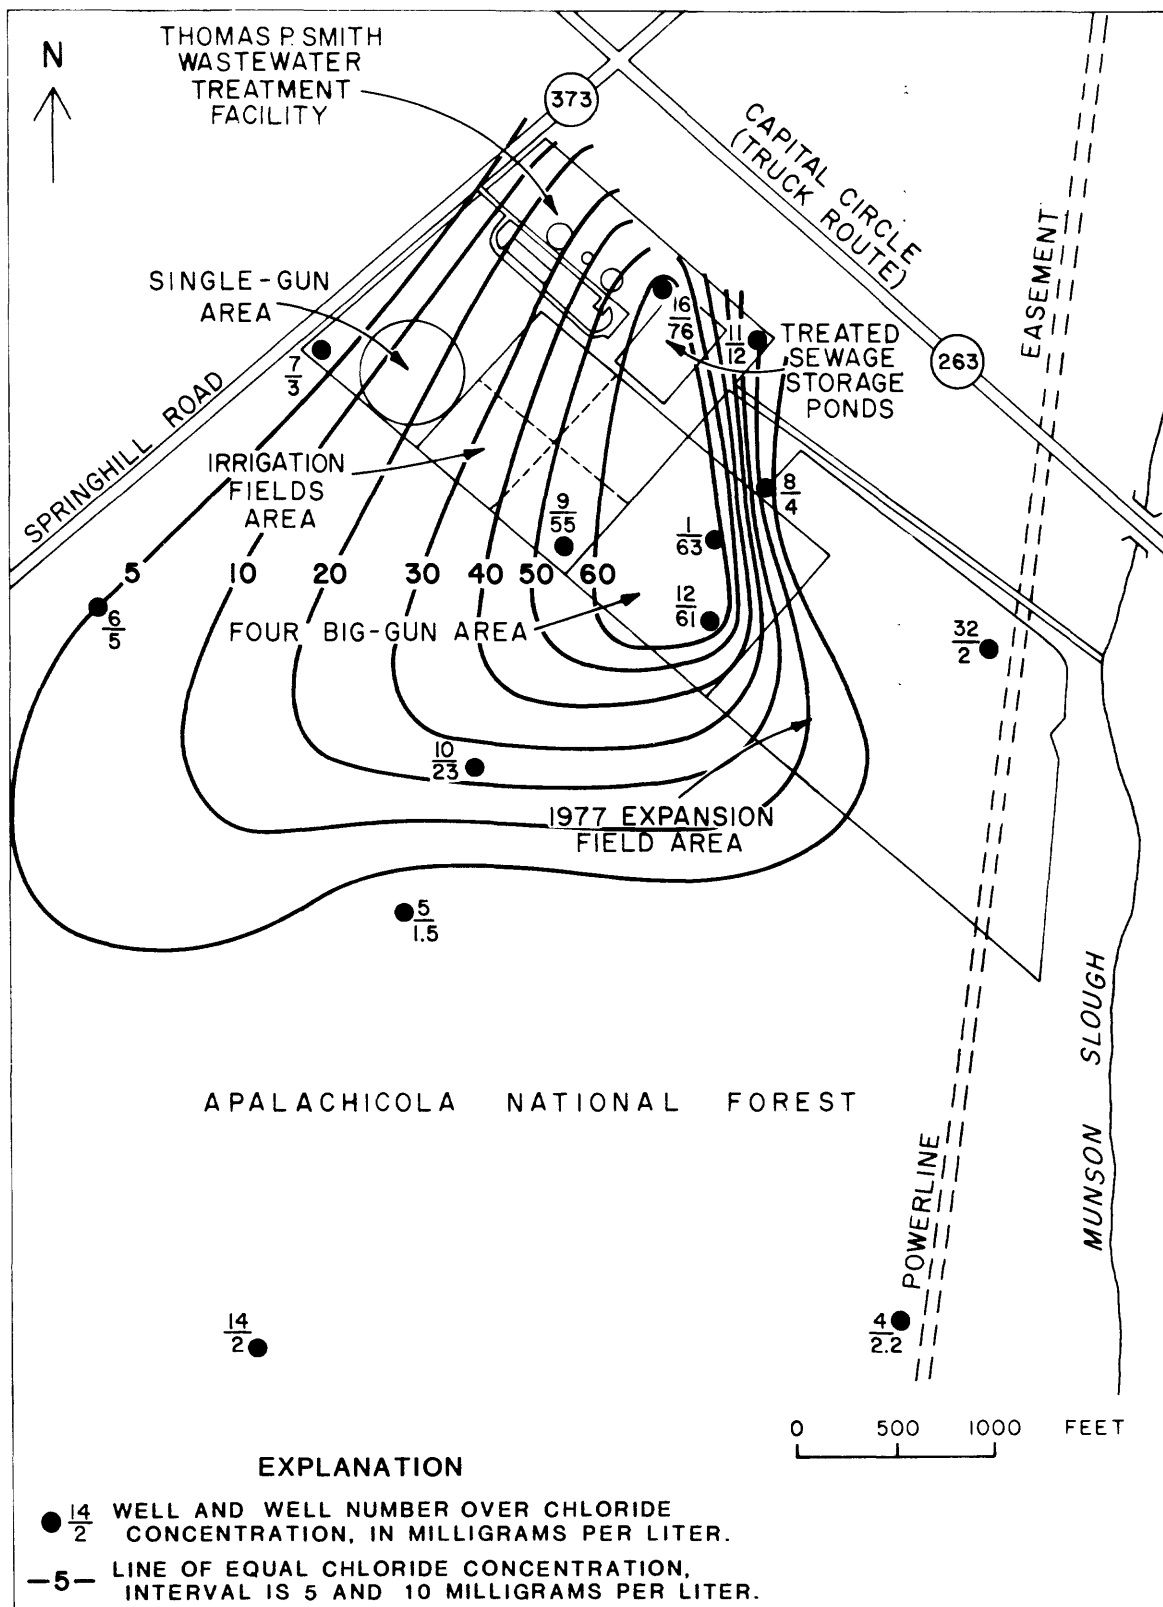 N
THOMAS P. SMITH
WASTEWATER
TREATMENT
FACILITY
373
CAPITAL CIRCLE
(TRUCK ROUTE)
EASEMENT
SINGLE-GUN
AREA
16
76
11
12
TREATED
SEWAGE
STORAGE
PONDS
263
7
3
SPRINGHILL ROAD
IRRIGATION
FIELDS
AREA
9
55
8
4
1
63
5 10 20 30 40 50 60
6
5
FOUR BIG-GUN AREA
12
61
32
2
10
23
1977 EXPANSION
FIELD AREA
5
1.5
MUNSON SLOUGH
APALACHICOLA NATIONAL FOREST
POWERLINE
14
2
4
2.2
0 500 1000 FEET
EXPLANATION
14
2
WELL AND WELL NUMBER OVER CHLORIDE
CONCENTRATION, IN MILLIGRAMS PER LITER.
—5— LINE OF EQUAL CHLORIDE CONCENTRATION,
INTERVAL IS 5 AND 10 MILLIGRAMS PER LITER.